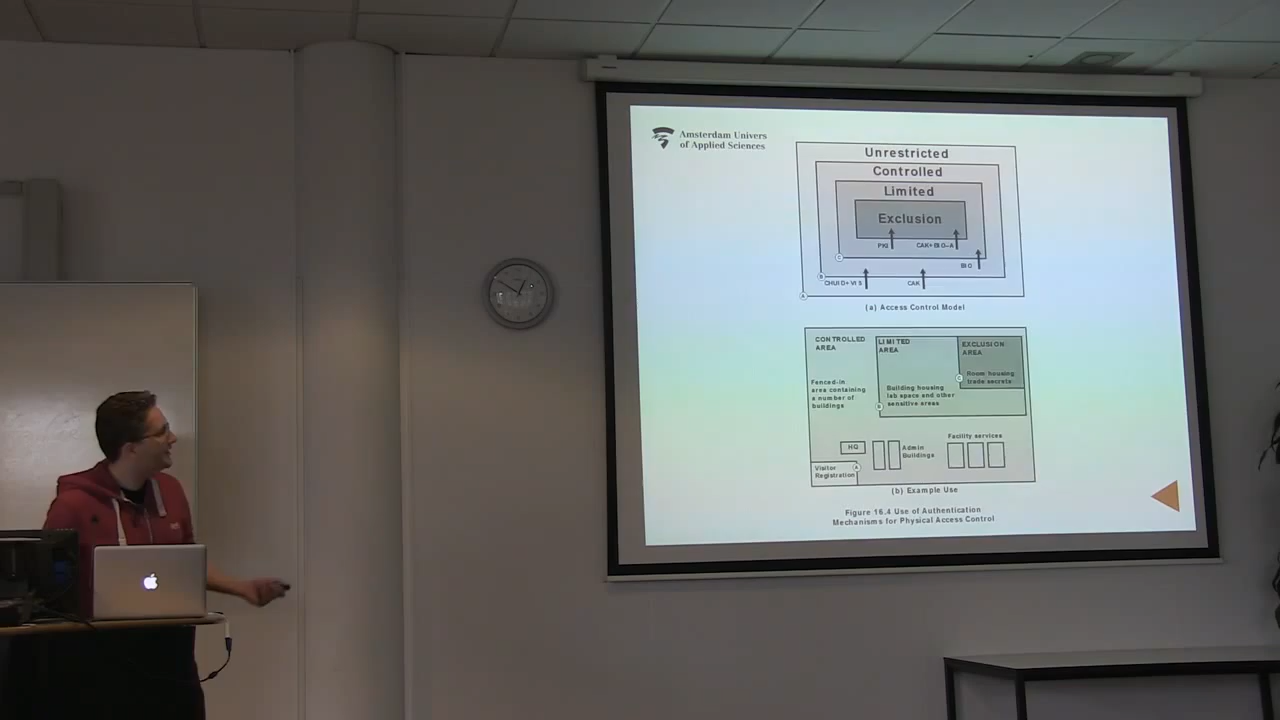 Amsterdam Univers
of Applied Sciences
Unrestricted
Controlled
Limited
Exclusion
PKI
CAK+BIO-A
C
BIO
B
CHUID+VIS
CAK
A
(a) Access Control Model
CONTROLLED
AREA
LIMITED
AREA
EXCLUSION
AREA
Room housing
trade secrets
C
Fenced-in
area containing
a number of
buildings
Building housing
lab space and other
sensitive areas
B
HQ
Admin
Buildings
Facility services
Visitor
Registration
A
(b) Example Use
Figure 16.4 Use of Authentication
Mechanisms for Physical Access Control